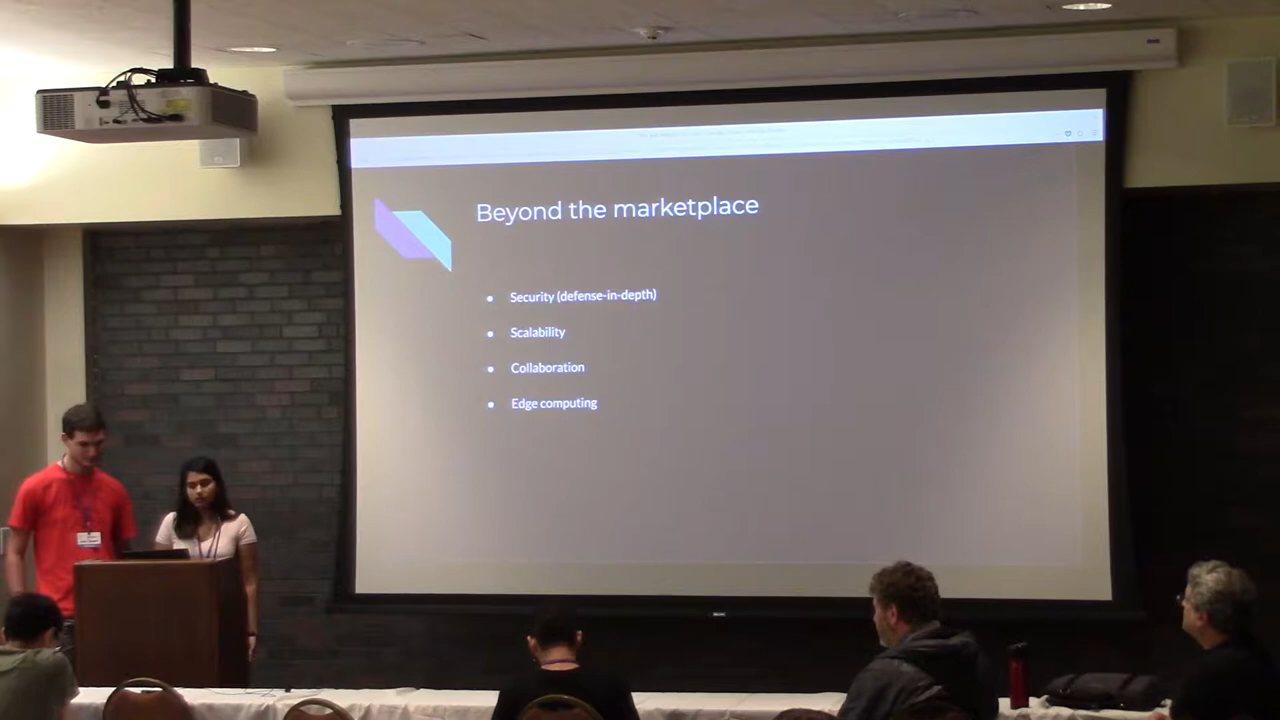 Beyond the marketplace
Security (defense-in-depth)
Scalability
Collaboration
Edge computing